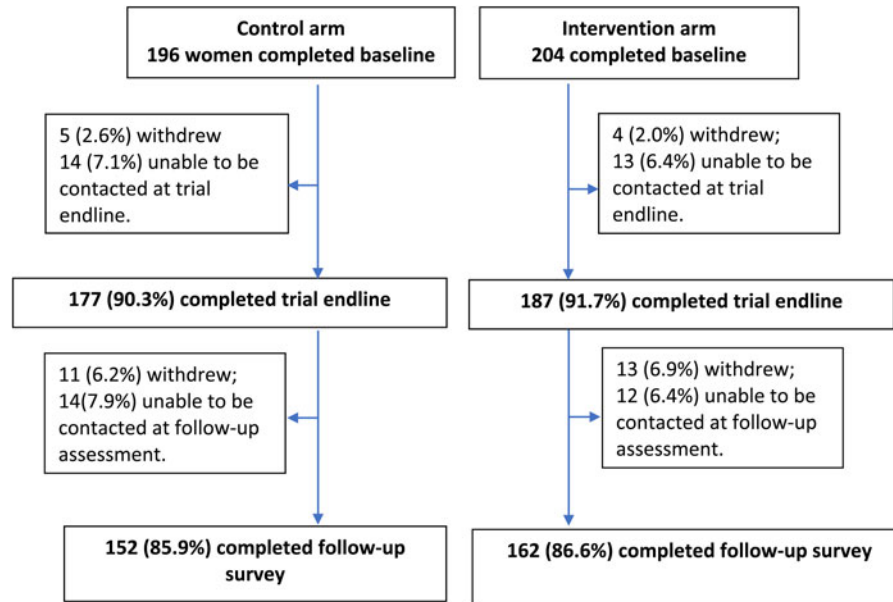 Control arm
196 women completed baseline
Intervention arm
204 completed baseline
5 (2.6%) withdrew
14 (7.1%) unable to be
contacted at trial
endline.
4 (2.0%) withdrew;
13 (6.4%) unable to be
contacted at trial
endline.
177 (90.3%) completed trial endline
187 (91.7%) completed trial endline
11 (6.2%) withdrew;
14(7.9%) unable to be
contacted at follow-up
assessment.
13 (6.9%) withdrew;
12 (6.4%) unable to be
contacted at follow-up
assessment.
152 (85.9%) completed follow-up
survey
162 (86.6%) completed follow-up survey